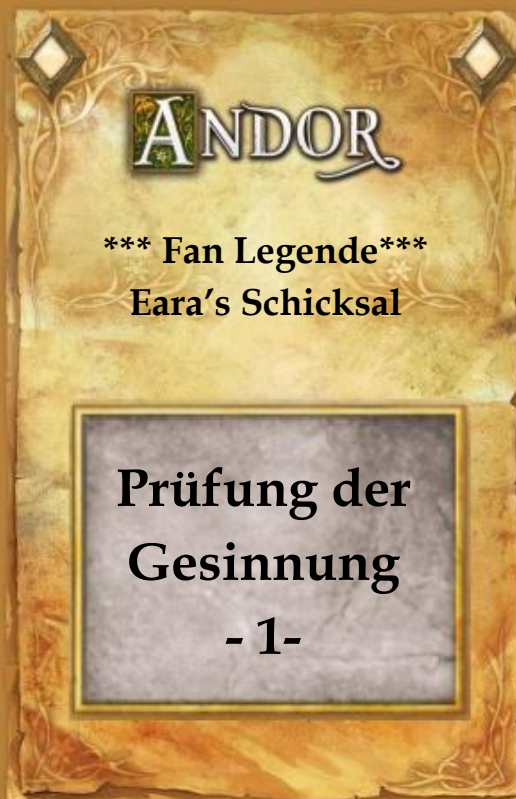 ANDOR
*** Fan Legende***
Eara’s Schicksal
Prüfung der
Gesinnung
- 1-